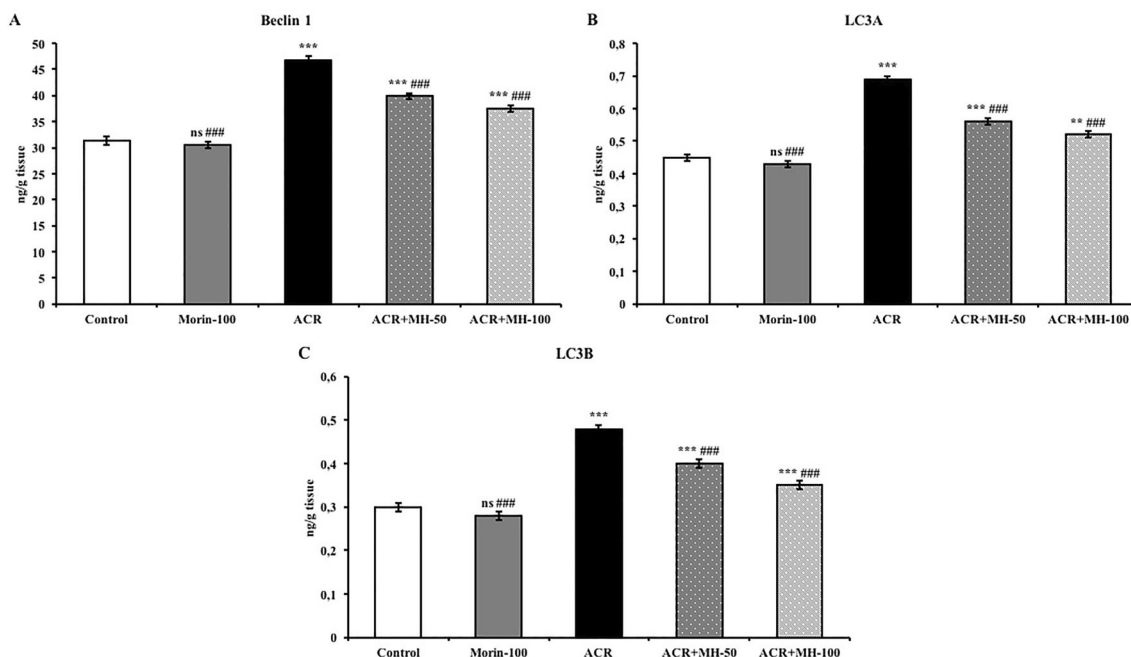 A
Beclin 1
50
45
40
35
30
25
20
15
10
5
0
ng/g tissue
ns ###
***
*** ###
*** ###
Control
Morin-100
ACR
ACR+MH-50
ACR+MH-100
B
LC3A
0,8
0,7
0,6
0,5
0,4
0,3
0,2
0,1
0
ng/g tissue
ns ###
***
*** ###
** ###
Control
Morin-100
ACR
ACR+MH-50
ACR+MH-100
C
LC3B
0,6
0,5
0,4
0,3
0,2
0,1
0
ng/g tissue
ns ###
***
*** ###
*** ###
Control
Morin-100
ACR
ACR+MH-50
ACR+MH-100